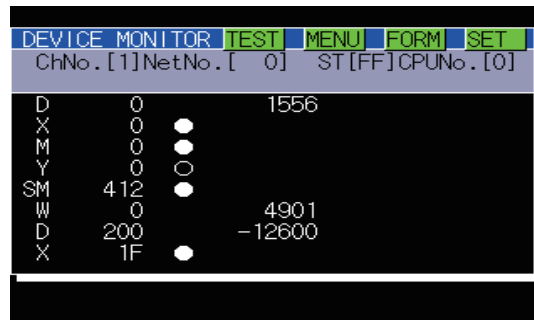 DEVICE MONITOR TEST MENU FORM SET
ChNo.[1]NetNo.[ 0] ST[FF]CPUNo.[0]
D 0 1556
X 0 ●
M 0 ●
Y 0 ○
SM 412 ●
W 0 4901
D 200 -12600
X 1F ●